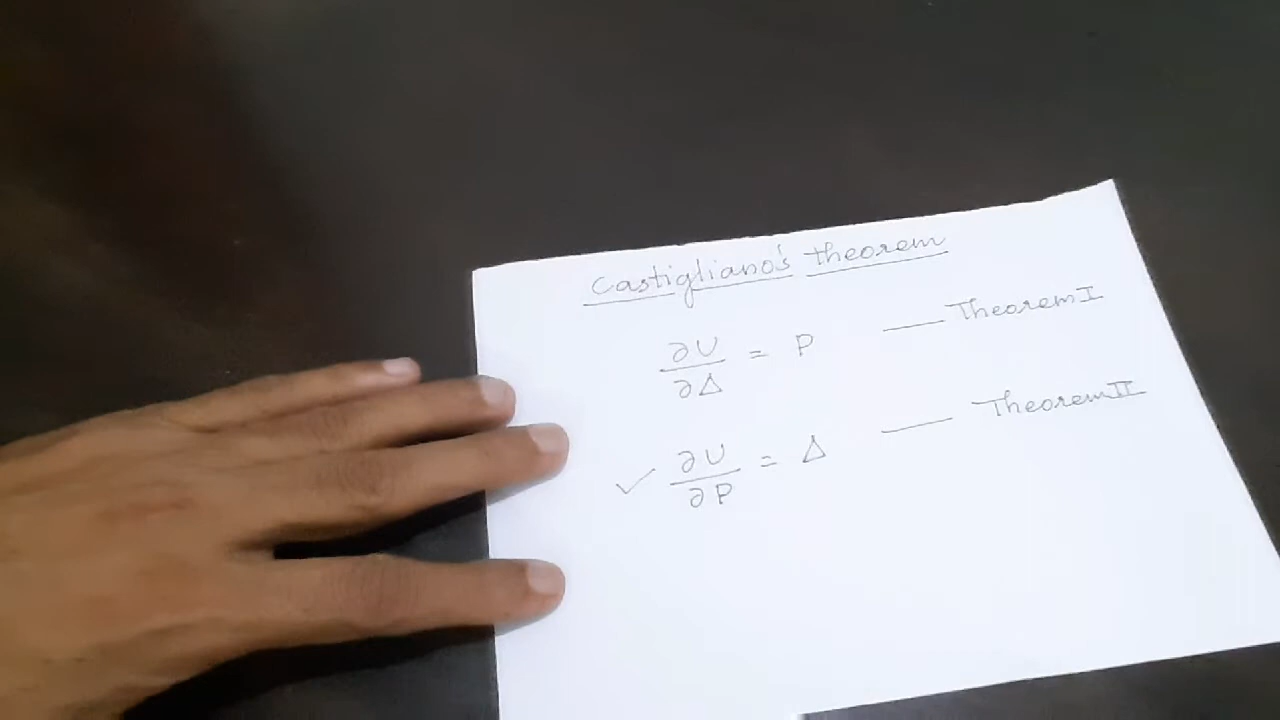 Castigliano's theorem
∂U/∂Δ = P — Theorem I
✓ ∂U/∂P = Δ — Theorem II